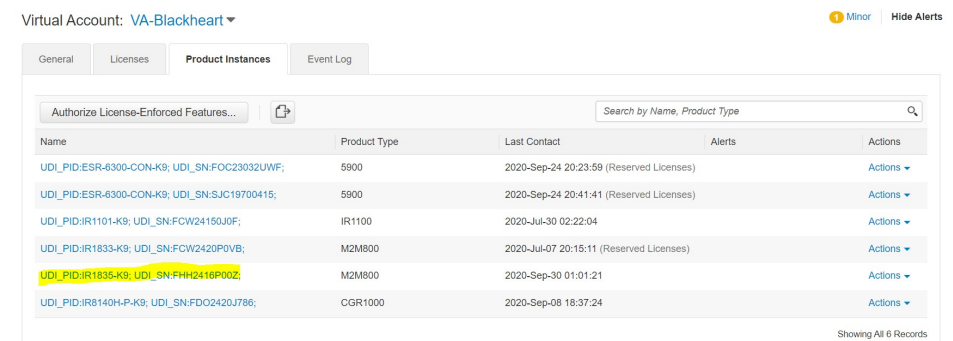 Virtual Account: VA-Blackheart
1 Minor Hide Alerts
General Licenses Product Instances Event Log
Authorize License-Enforced Features... Search by Name, Product Type
Name Product Type Last Contact Alerts Actions
UDI_PID:ESR-6300-CON-K9; UDI_SN:FOC23032UWF; 5900 2020-Sep-24 20:23:59 (Reserved Licenses) Actions
UDI_PID:ESR-6300-CON-K9; UDI_SN:SJC19700415; 5900 2020-Sep-24 20:41:41 (Reserved Licenses) Actions
UDI_PID:IR1101-K9; UDI_SN:FCW24150J0F; IR1100 2020-Jul-30 02:22:04 Actions
UDI_PID:IR1833-K9; UDI_SN:FCW2420P0VB; M2M800 2020-Jul-07 20:15:11 (Reserved Licenses) Actions
UDI_PID:IR1835-K9; UDI_SN:FHH2416P00Z; M2M800 2020-Sep-30 01:01:21 Actions
UDI_PID:IR8140H-P-K9; UDI_SN:FDO2420J786; CGR1000 2020-Sep-08 18:37:24 Actions
Showing All 6 Records